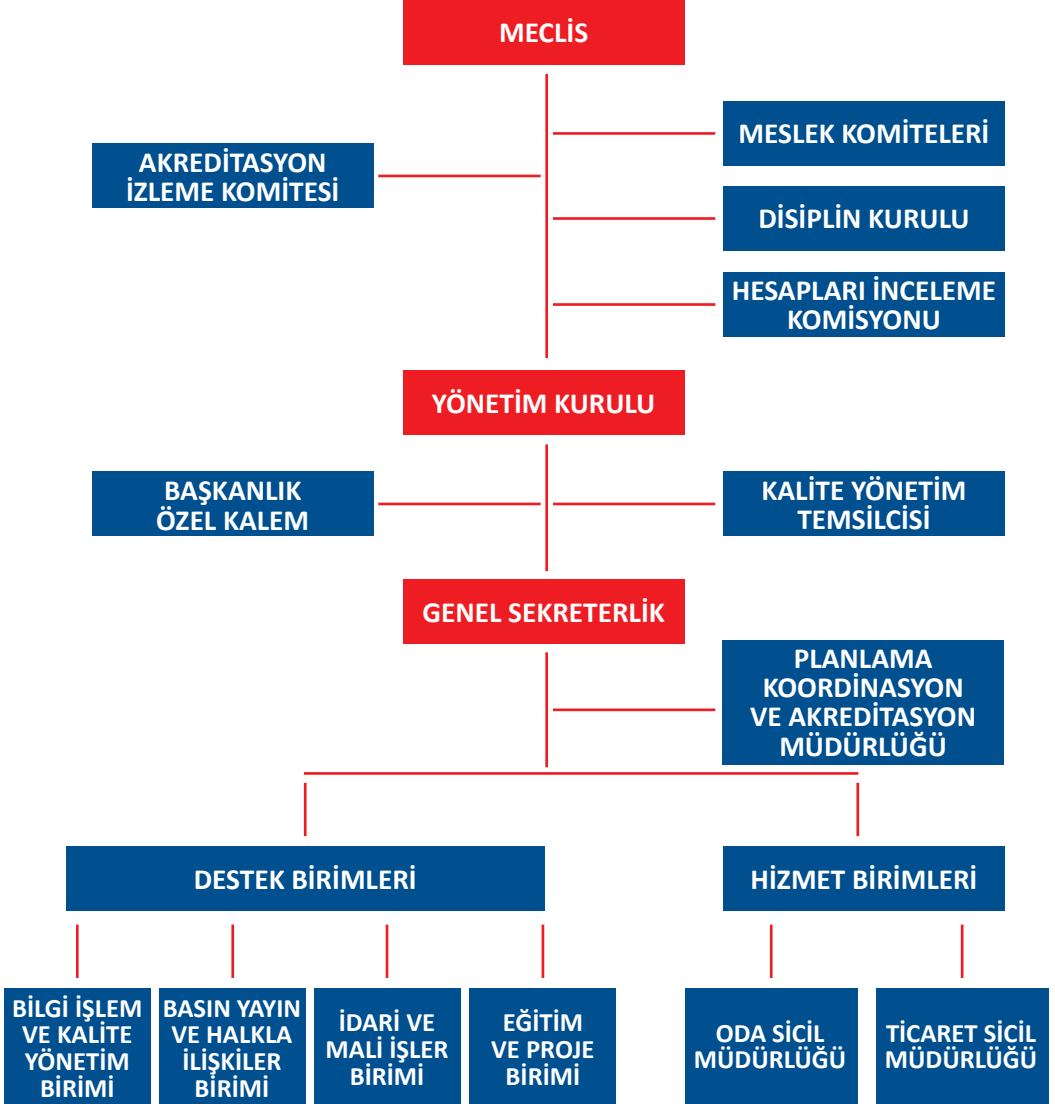 MECLİS
MESLEK KOMİTELERİ
AKREDİTASYON
İZLEME KOMİTESİ
DISIPLIN KURULU
HESAPLARI İNCELEME
KOMİSYONU
YÖNETİM KURULU
BAŞKANLIK
ÖZEL KALEM
KALİTE YÖNETİM
TEMSİLCİSİ
GENEL SEKRETERLİK
PLANLAMA
KOORDİNASYON
VE AKREDİTASYON
MÜDÜRLÜĞÜ
DESTEK BİRİMLERİ
HİZMET BİRİMLERİ
BİLGİ İŞLEM
VE KALİTE
YÖNETİM
BİRİMİ
BASIN YAYIN
VE HALKLA
İLİŞKİLER
BİRİMİ
İDARİ VE
MALİ İŞLER
BİRİMİ
EĞİTİM
VE PROJE
BİRİMİ
ODA SİCİL
MÜDÜRLÜĞÜ
TİCARET SİCİL
MÜDÜRLÜĞÜ